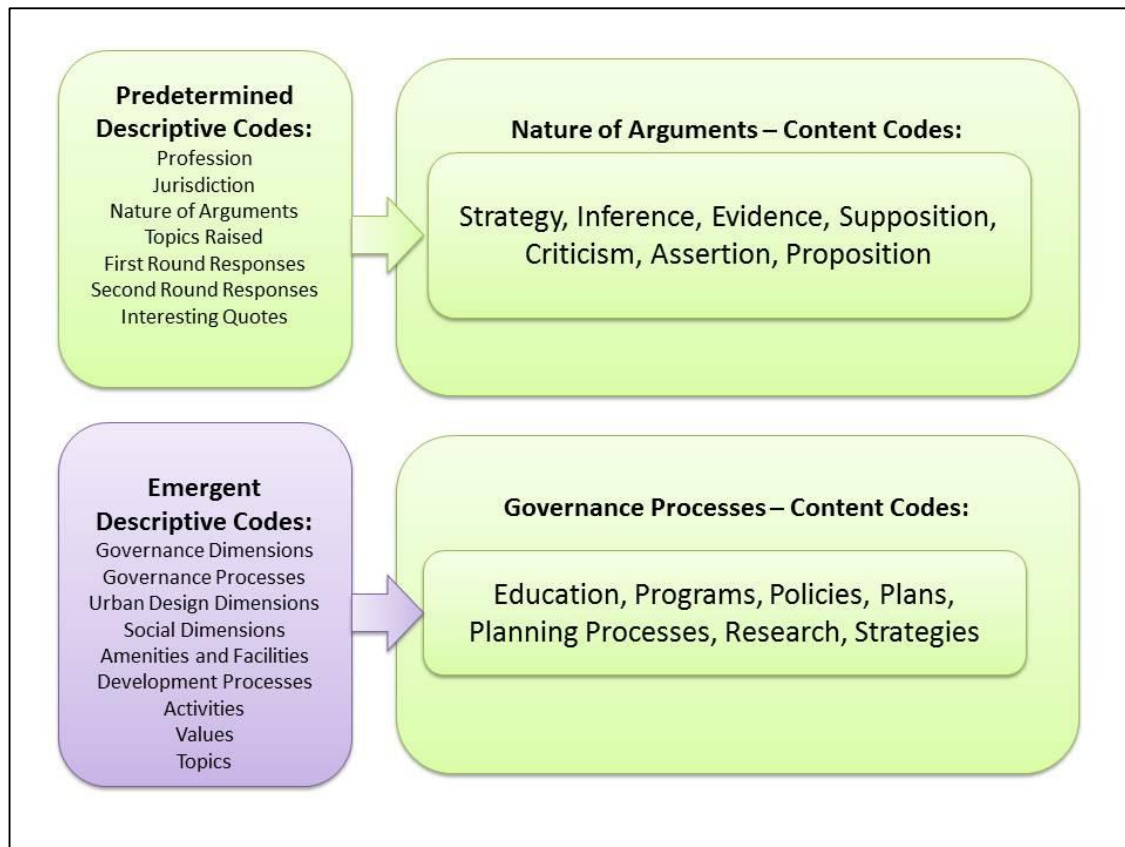 Predetermined
Descriptive Codes:
Profession
Jurisdiction
Nature of Arguments
Topics Raised
First Round Responses
Second Round Responses
Interesting Quotes
Nature of Arguments – Content Codes:
Strategy, Inference, Evidence, Supposition,
Criticism, Assertion, Proposition
Emergent
Descriptive Codes:
Governance Dimensions
Governance Processes
Urban Design Dimensions
Social Dimensions
Amenities and Facilities
Development Processes
Activities
Values
Topics
Governance Processes – Content Codes:
Education, Programs, Policies, Plans,
Planning Processes, Research, Strategies